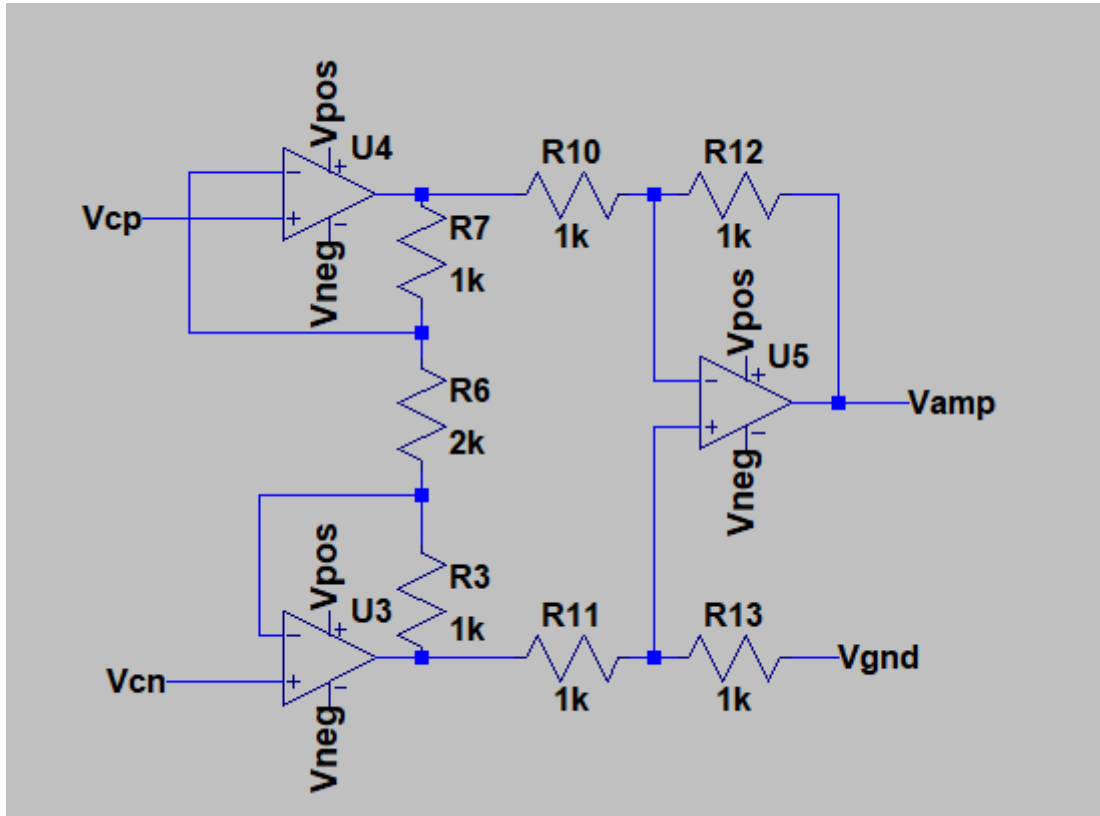 Vpos
U4
R10
R12
Vcp
R7
1k
1k
1k
Vneg
Vpos
U5
R6
2k
Vamp
Vneg
Vpos
U3
R3
1k
R11
R13
Vcn
1k
1k
Vgnd
Vneg